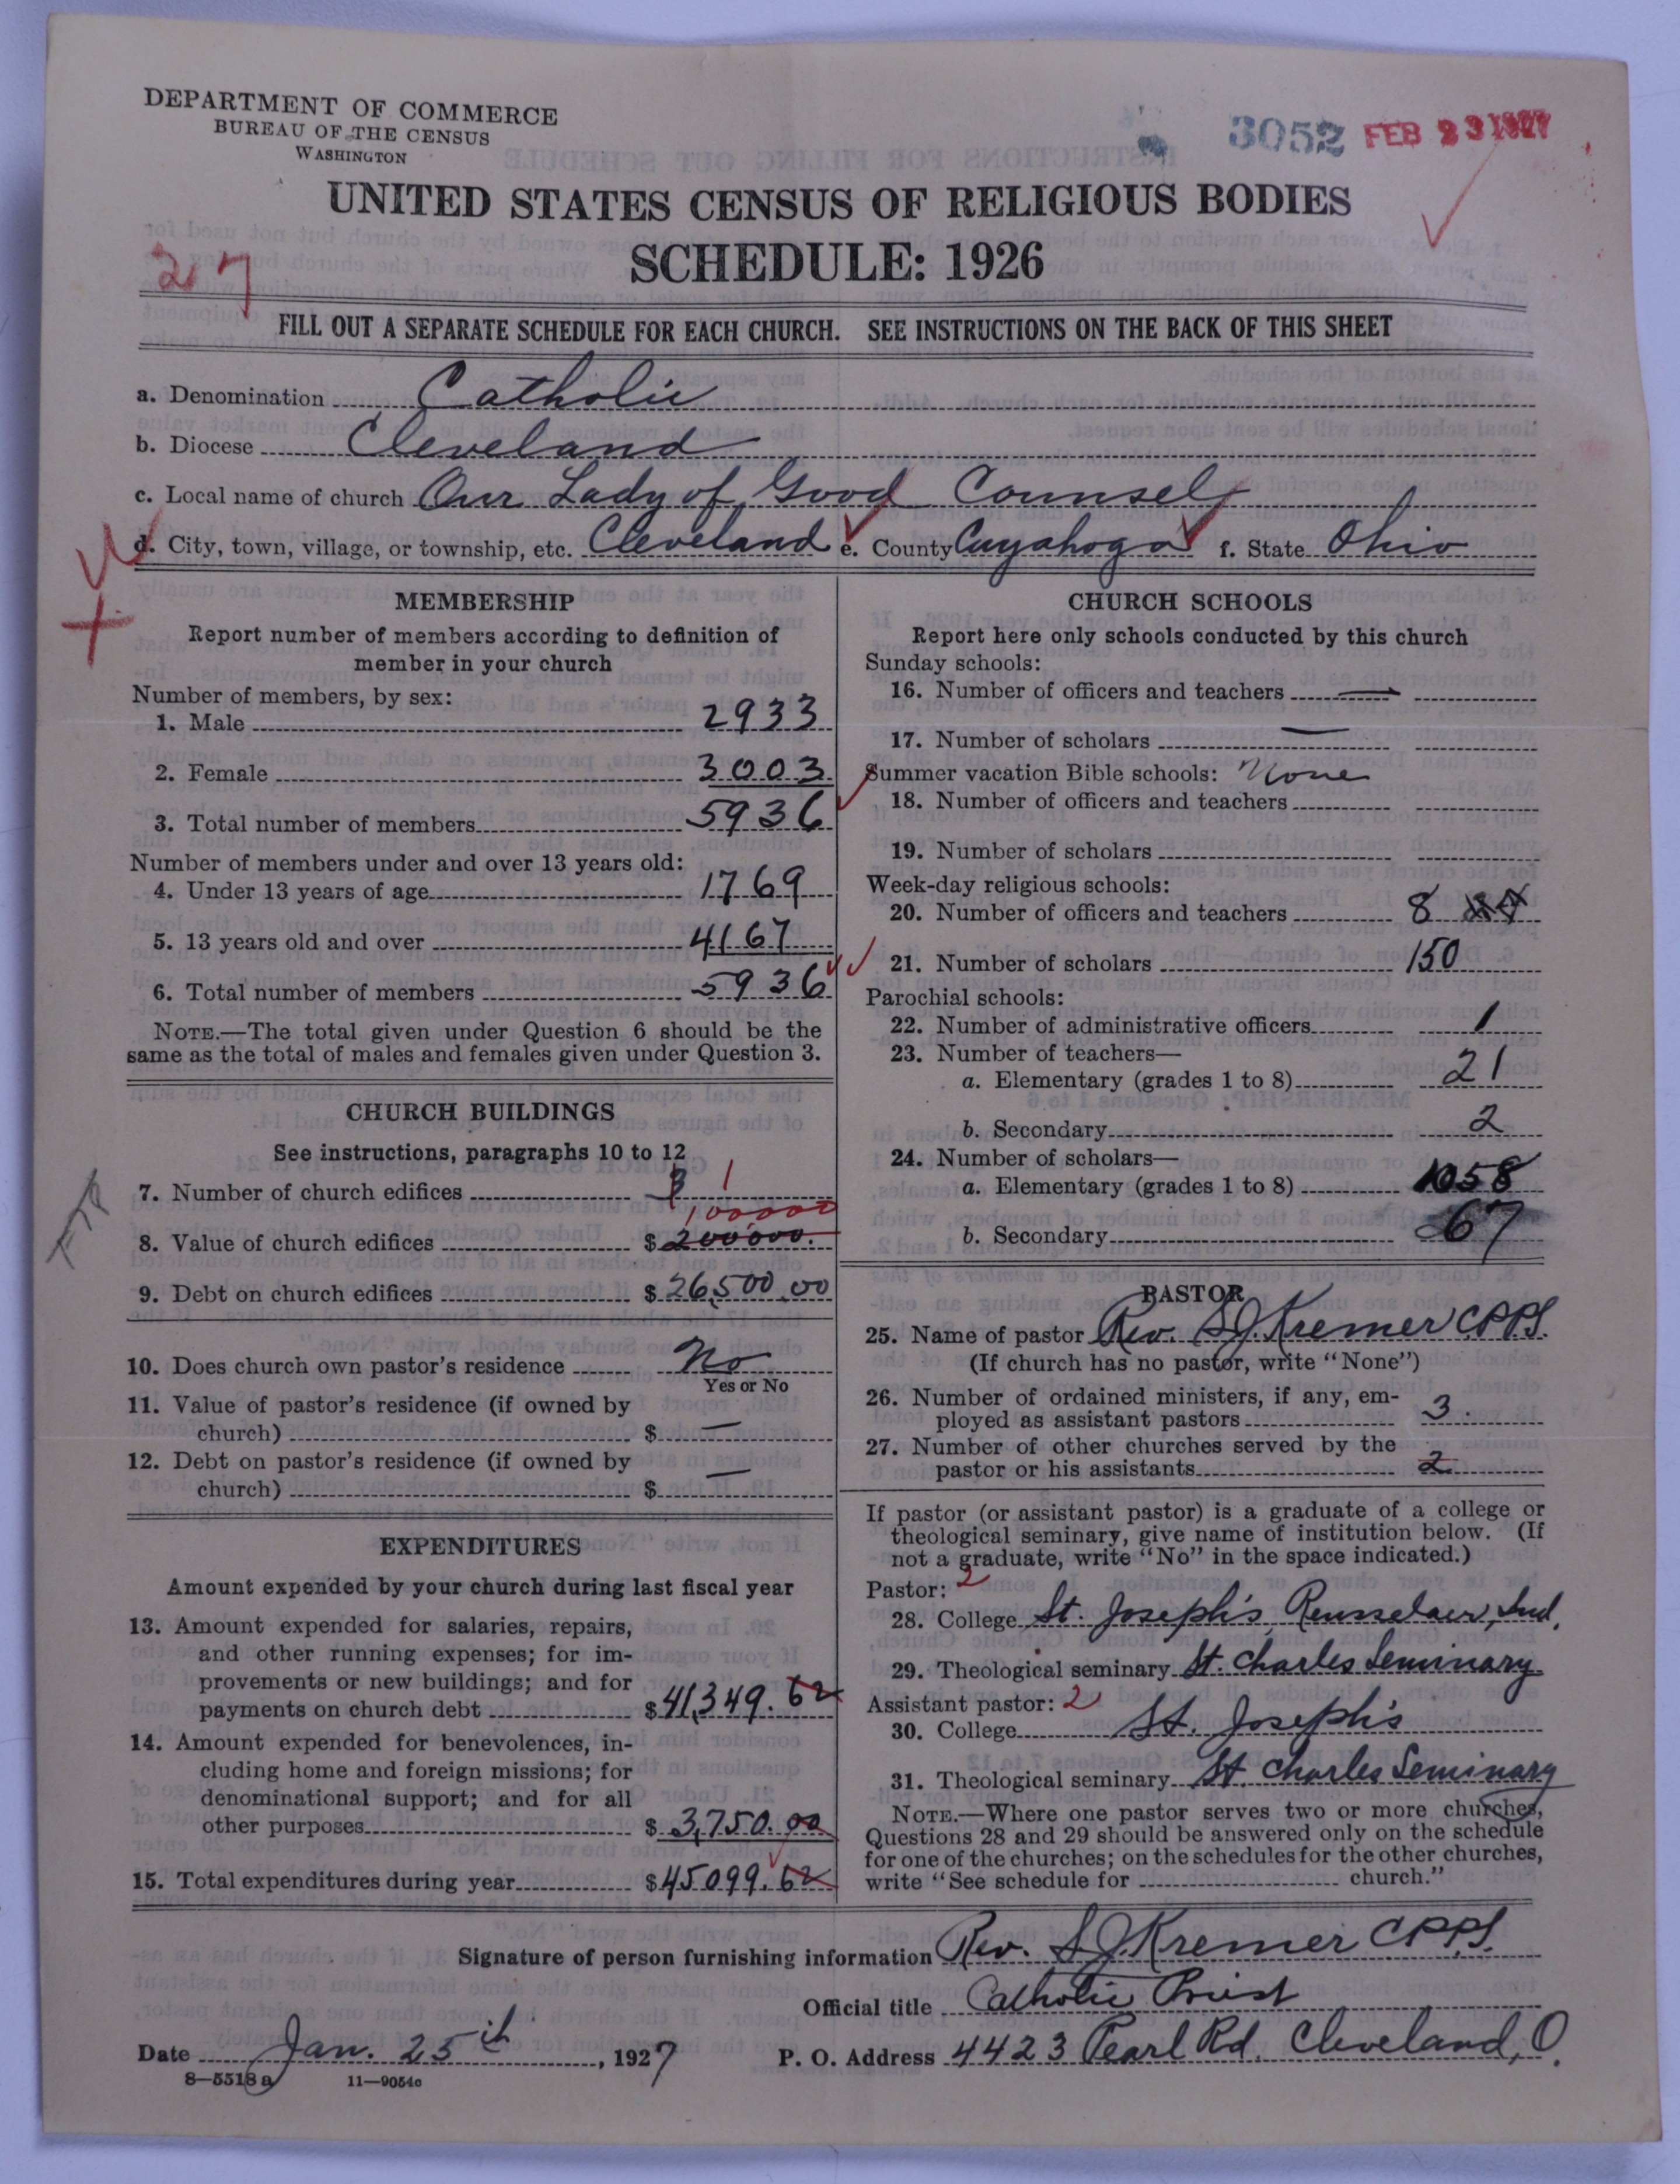 DEPARTMENT OF COMMERCE
BUREAU OF THE CENSUS
WASHINGTON
3052 FEB 23 1927
UNITED STATES CENSUS OF RELIGIOUS BODIES
SCHEDULE: 1926
27
FILL OUT A SEPARATE SCHEDULE FOR EACH CHURCH. SEE INSTRUCTIONS ON THE BACK OF THIS SHEET
a. Denomination Catholic
b. Diocese Cleveland
c. Local name of church Our Lady of Good Counsel
d. City, town, village, or township, etc. Cleveland e. County Cuyahoga f. State Ohio
MEMBERSHIP
Report number of members according to definition of
member in your church
Number of members, by sex:
1. Male 2933
2. Female 3003
3. Total number of members 5936
Number of members under and over 13 years old:
4. Under 13 years of age 1769
5. 13 years old and over 4167
6. Total number of members 5936
NOTE.—The total given under Question 6 should be the
same as the total of males and females given under Question 3.
CHURCH BUILDINGS
See instructions, paragraphs 10 to 12
7. Number of church edifices 3 1
100000
8. Value of church edifices $ 200000.
9. Debt on church edifices $ 26,500.00
10. Does church own pastor's residence No
Yes or No
11. Value of pastor's residence (if owned by
church) $ —
12. Debt on pastor's residence (if owned by
church) $ —
EXPENDITURES
Amount expended by your church during last fiscal year
13. Amount expended for salaries, repairs,
and other running expenses; for im-
provements or new buildings; and for
payments on church debt $ 41,349.62
14. Amount expended for benevolences, in-
cluding home and foreign missions; for
denominational support; and for all
other purposes $ 3,750.00
15. Total expenditures during year $ 45099.62
CHURCH SCHOOLS
Report here only schools conducted by this church
Sunday schools:
16. Number of officers and teachers —
17. Number of scholars —
Summer vacation Bible schools: None
18. Number of officers and teachers
19. Number of scholars
Week-day religious schools:
20. Number of officers and teachers 8
21. Number of scholars 150
Parochial schools:
22. Number of administrative officers 1
23. Number of teachers—
a. Elementary (grades 1 to 8) 21
b. Secondary 2
24. Number of scholars—
a. Elementary (grades 1 to 8) 1058
b. Secondary 67
PASTOR
25. Name of pastor Rev. S.J. Kremer CPPS.
(If church has no pastor, write "None")
26. Number of ordained ministers, if any, em-
ployed as assistant pastors 3.
27. Number of other churches served by the
pastor or his assistants 2
If pastor (or assistant pastor) is a graduate of a college or
theological seminary, give name of institution below. (If
not a graduate, write "No" in the space indicated.)
Pastor: 2
28. College St. Joseph's, Rensselaer, Ind.
29. Theological seminary St. Charles Seminary
Assistant pastor: 2
30. College St. Joseph's
31. Theological seminary St. Charles Seminary
NOTE.—Where one pastor serves two or more churches,
Questions 28 and 29 should be answered only on the schedule
for one of the churches; on the schedules for the other churches,
write "See schedule for church."
Signature of person furnishing information Rev. S.J. Kremer CPPS.
Official title Catholic Priest
Date Jan. 25th, 1927 P. O. Address 4423 Pearl Rd. Cleveland, O.
8—5518 a 11—9054c